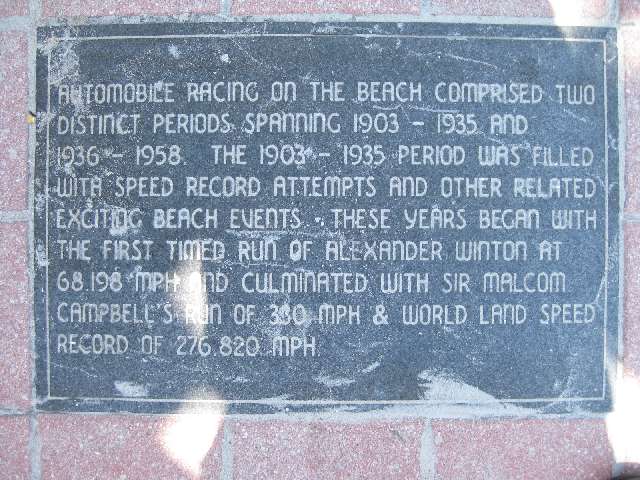 AUTOMOBILE RACING ON THE BEACH COMPRISED TWO
DISTINCT PERIODS SPANNING 1903 - 1935 AND
1936 - 1958. THE 1903 - 1935 PERIOD WAS FILLED
WITH SPEED RECORD ATTEMPTS AND OTHER RELATED
EXCITING BEACH EVENTS. THESE YEARS BEGAN WITH
THE FIRST TIMED RUN OF ALEXANDER WINTON AT
68.198 MPH AND CULMINATED WITH SIR MALCOM
CAMPBELL'S RUN OF 330 MPH & WORLD LAND SPEED
RECORD OF 276.820 MPH.